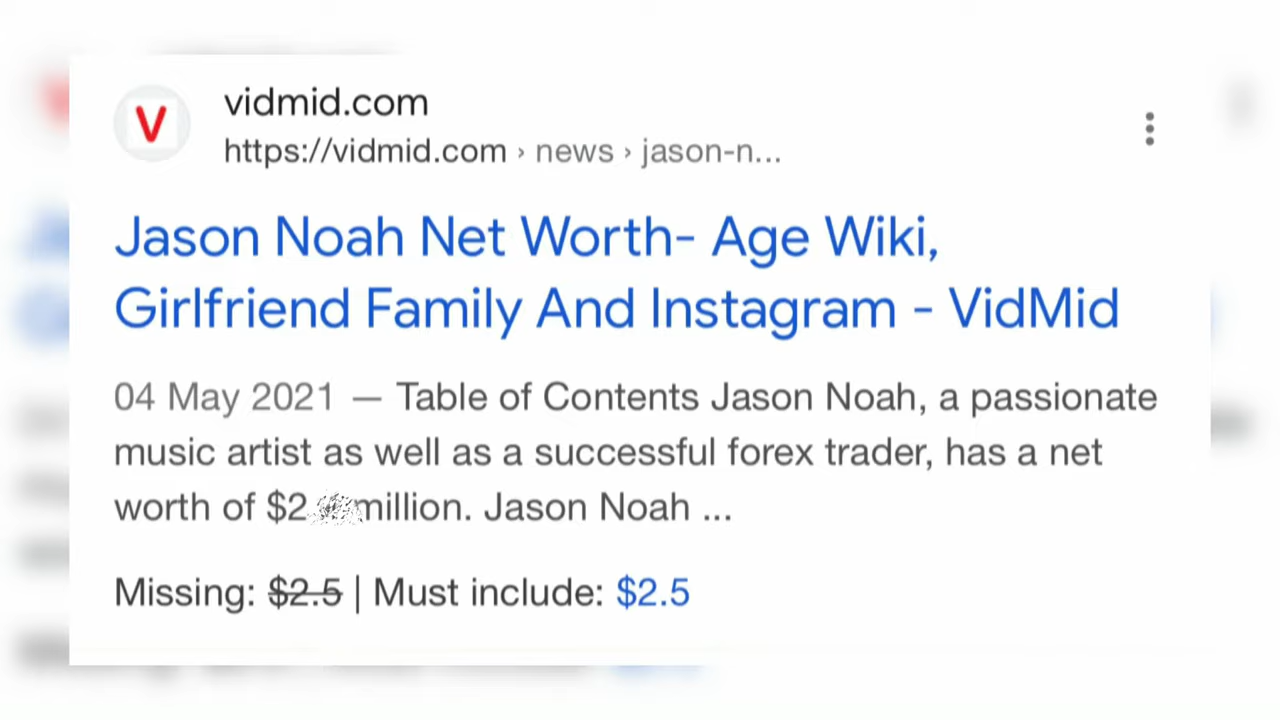 V
vidmid.com
https://vidmid.com › news › jason-n...
Jason Noah Net Worth- Age Wiki,
Girlfriend Family And Instagram - VidMid
04 May 2021 — Table of Contents Jason Noah, a passionate
music artist as well as a successful forex trader, has a net
worth of $2 million. Jason Noah ...
Missing: $2.5 | Must include: $2.5